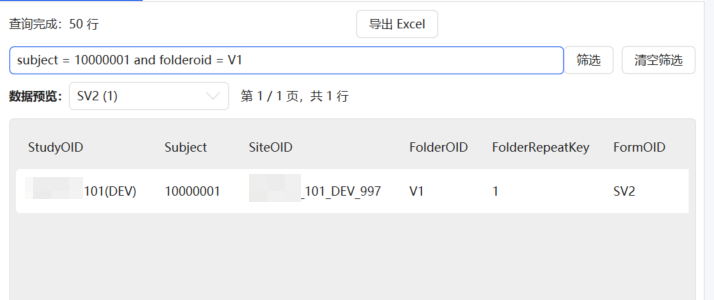 查询完成：50 行
导出 Excel
subject = 10000001 and folderoid = V1
筛选
清空筛选
数据预览： SV2 (1) 第 1 / 1 页，共 1 行
StudyOID Subject SiteOID FolderOID FolderRepeatKey FormOID
101(DEV) 10000001 _101_DEV_997 V1 1 SV2